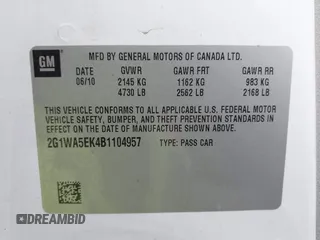 GM
MFD BY GENERAL MOTORS OF CANADA LTD.
DATE GVWR GAWR FRT GAWR RR
06/10 2145 KG 1162 KG 983 KG
4730 LB 2562 LB 2168 LB
THIS VEHICLE CONFORMS TO ALL APPLICABLE U.S. FEDERAL MOTOR
VEHICLE SAFETY, BUMPER, AND THEFT PREVENTION STANDARDS IN
EFFECT ON THE DATE OF MANUFACTURE SHOWN ABOVE.
2G1WA5EK4B1104957 TYPE: PASS CAR
DREAMBID